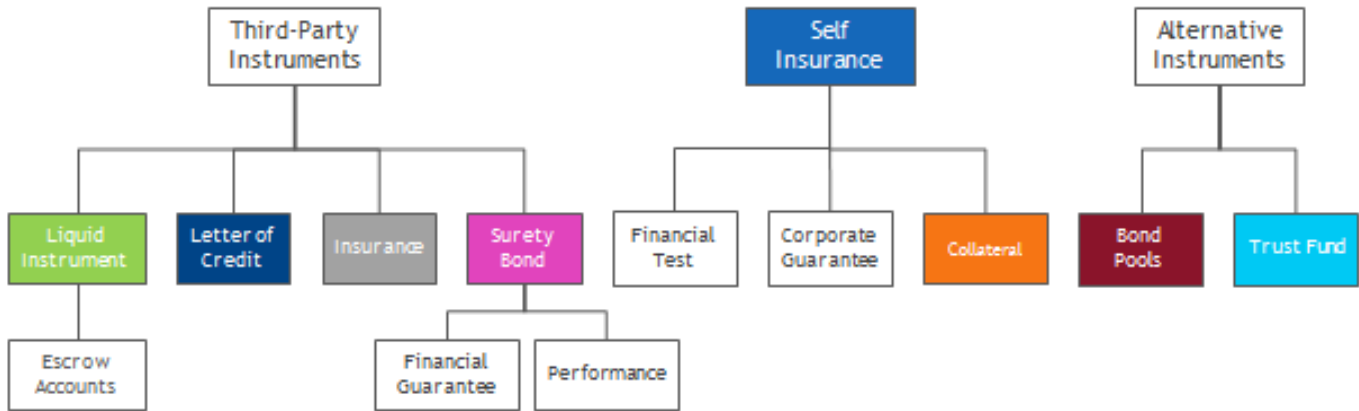 Third-Party
Instruments
Self
Insurance
Alternative
Instruments
Liquid
Instrument
Letter of
Credit
Insurance
Surety
Bond
Financial
Test
Corporate
Guarantee
Collateral
Bond
Pools
Trust Fund
Escrow
Accounts
Financial
Guarantee
Performance